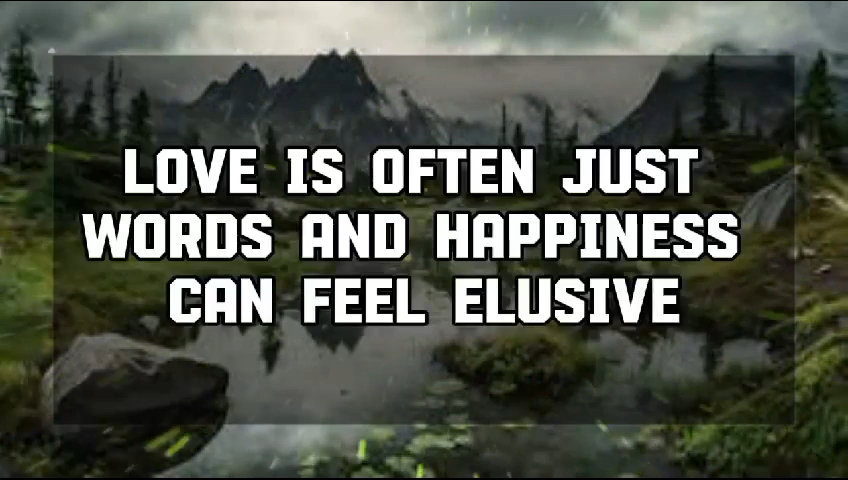 LOVE IS OFTEN JUST
WORDS AND HAPPINESS
CAN FEEL ELUSIVE